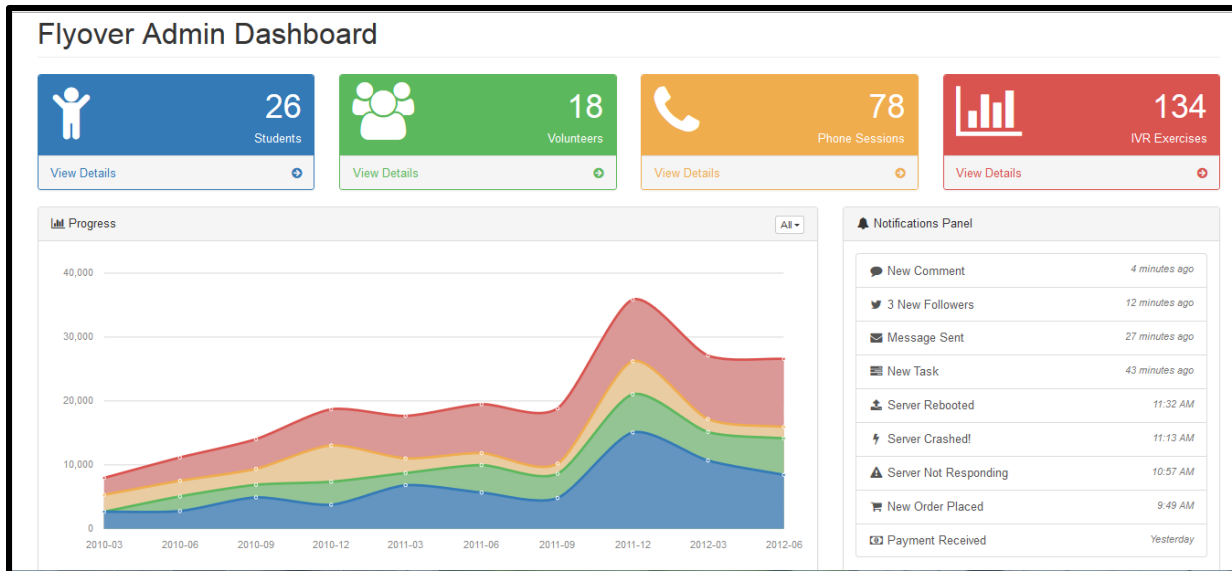 Flyover Admin Dashboard
26
Students
View Details
18
Volunteers
View Details
78
Phone Sessions
View Details
134
IVR Exercises
View Details
Progress
All
40,000
30,000
20,000
10,000
0
2010-03 2010-06 2010-09 2010-12 2011-03 2011-06 2011-09 2011-12 2012-03 2012-06
Notifications Panel
New Comment 4 minutes ago
3 New Followers 12 minutes ago
Message Sent 27 minutes ago
New Task 43 minutes ago
Server Rebooted 11:32 AM
Server Crashed! 11:13 AM
Server Not Responding 10:57 AM
New Order Placed 9:49 AM
Payment Received Yesterday